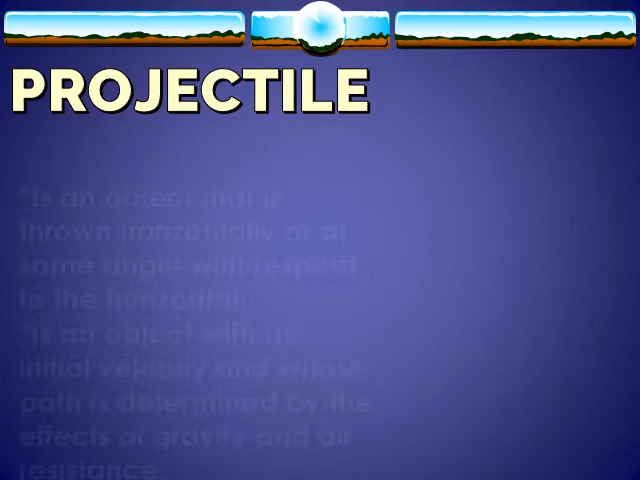 PROJECTILE
*Is an object that is
thrown horizontally or at
some angle with respect
to the horizontal.
*Is an object with an
initial velocity and whose
path is determined by the
effects of gravity and air
resistance